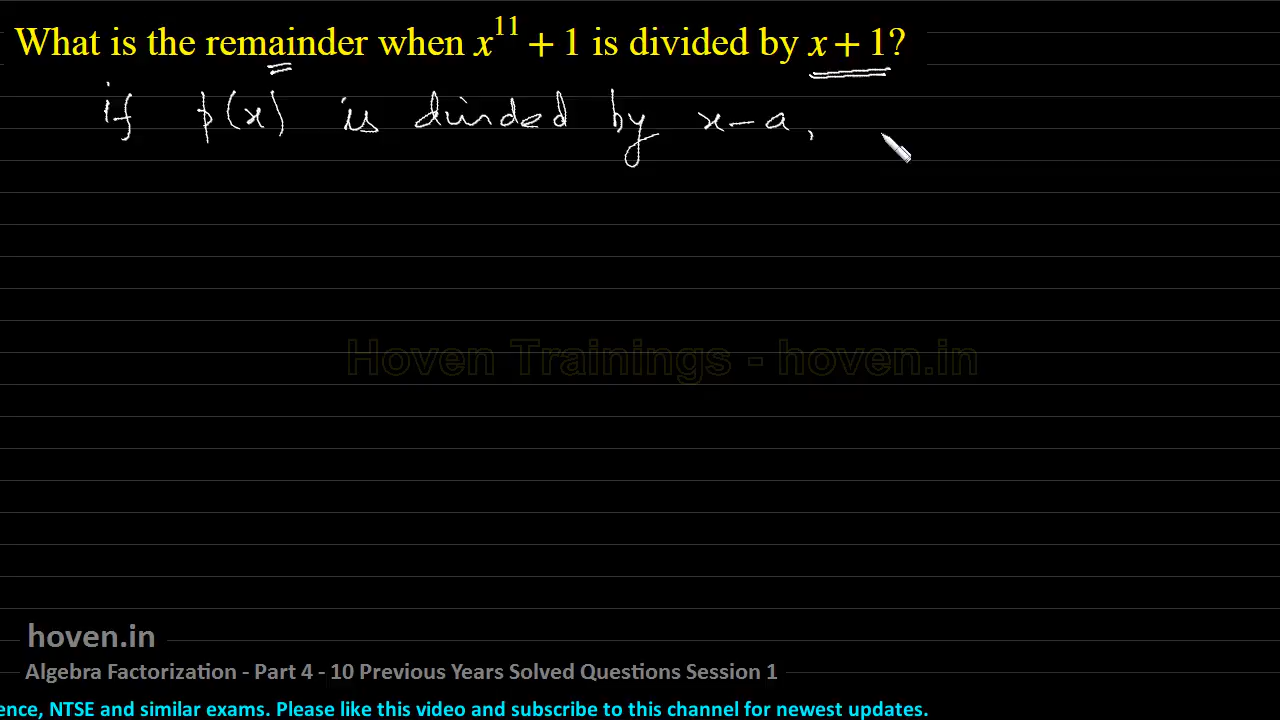 What is the remainder when x¹¹ + 1 is divided by x + 1?
if p(x) is divided by x - a,
Hoven Trainings - hoven.in
hoven.in
Algebra Factorization - Part 4 - 10 Previous Years Solved Questions Session 1
ence, NTSE and similar exams. Please like this video and subscribe to this channel for newest updates.